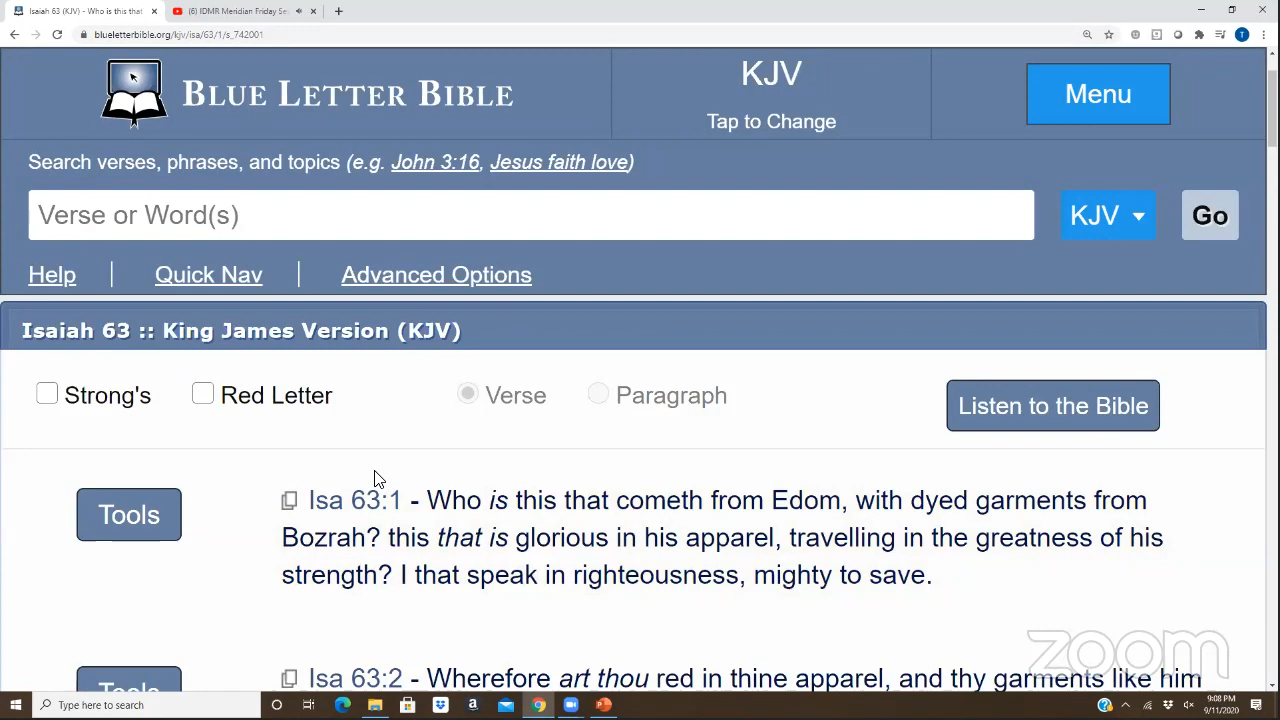 Isaiah 63 (KJV) - Who is this that
(6) IDMR Meridian Friday Se
blueletterbible.org/kjv/isa/63/1/s_742001
T
BLUE LETTER BIBLE
KJV
Tap to Change
Menu
Search verses, phrases, and topics (e.g. John 3:16, Jesus faith love)
Verse or Word(s)
KJV
Go
Help
Quick Nav
Advanced Options
Isaiah 63 :: King James Version (KJV)
Strong's
Red Letter
Verse
Paragraph
Listen to the Bible
Tools
Isa 63:1 - Who is this that cometh from Edom, with dyed garments from
Bozrah? this that is glorious in his apparel, travelling in the greatness of his
strength? I that speak in righteousness, mighty to save.
zoom
Tools
Isa 63:2 - Wherefore art thou red in thine apparel, and thy garments like him
Type here to search
9:08 PM
9/11/2020